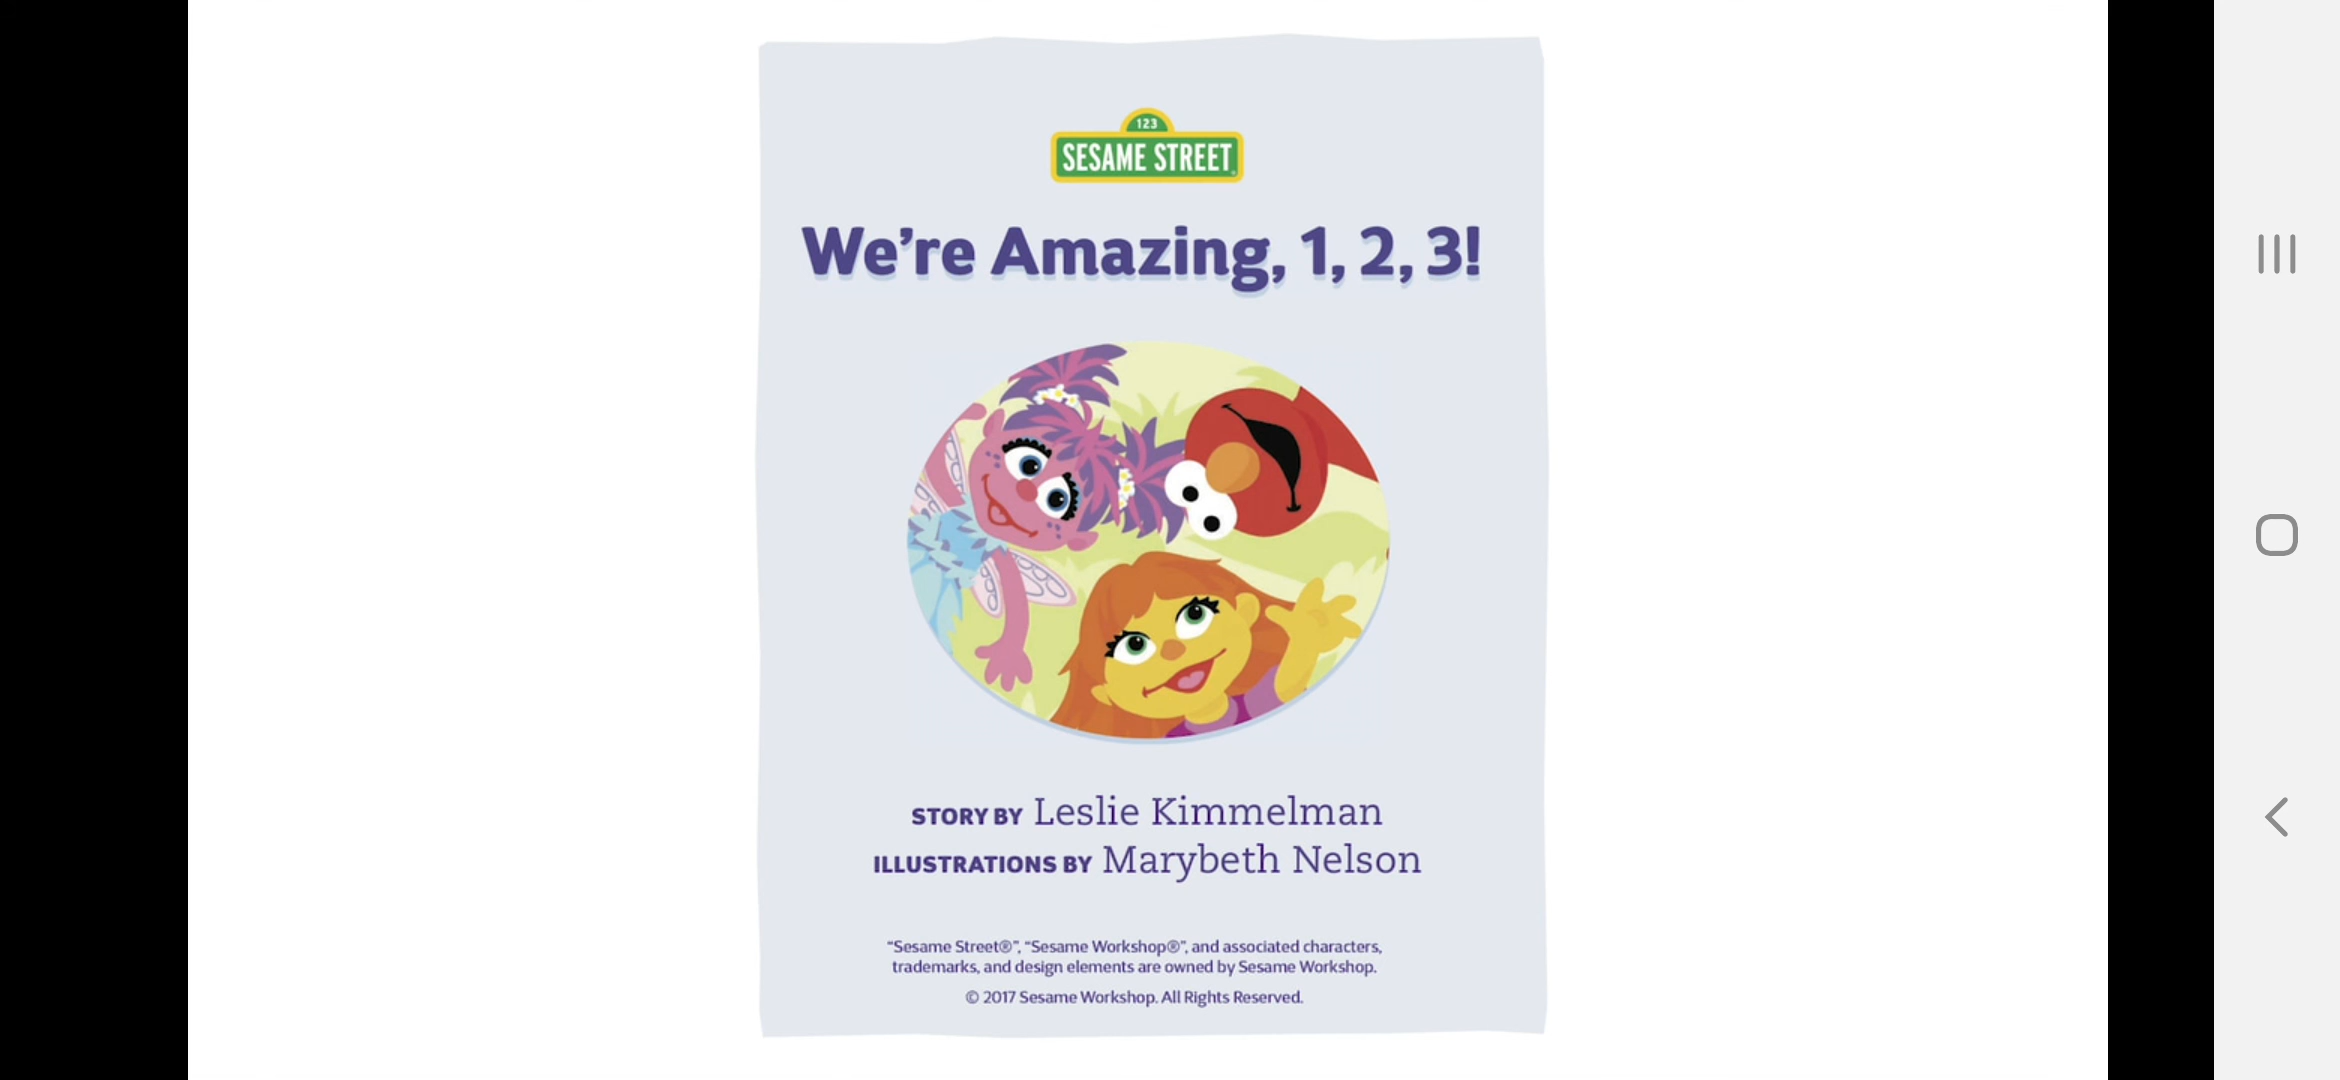 123
SESAME STREET
We're Amazing, 1, 2, 3!
STORY BY Leslie Kimmelman
ILLUSTRATIONS BY Marybeth Nelson
“Sesame Street®”, “Sesame Workshop®”, and associated characters,
trademarks, and design elements are owned by Sesame Workshop.
© 2017 Sesame Workshop. All Rights Reserved.